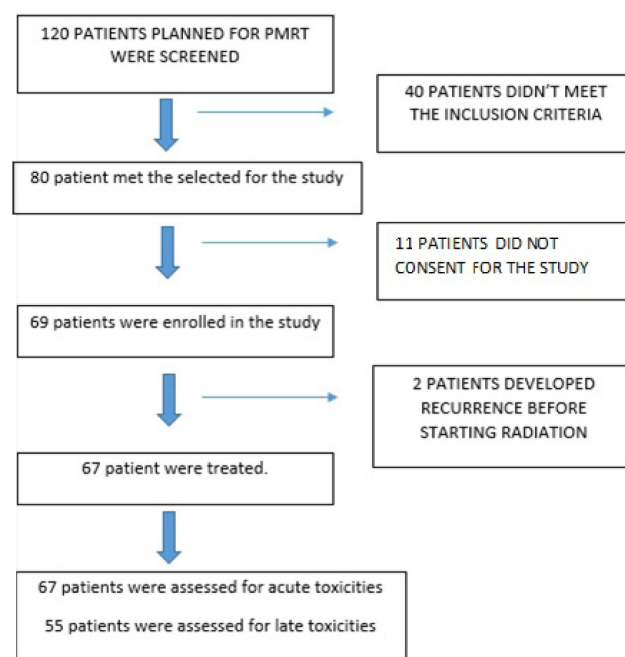 120 PATIENTS PLANNED FOR PMRT
WERE SCREENED
40 PATIENTS DIDN'T MEET
THE INCLUSION CRITERIA
80 patient met the selected for the study
11 PATIENTS DID NOT
CONSENT FOR THE STUDY
69 patients were enrolled in the study
2 PATIENTS DEVELOPED
RECURRENCE BEFORE
STARTING RADIATION
67 patient were treated.
67 patients were assessed for acute toxicities
55 patients were assessed for late toxicities